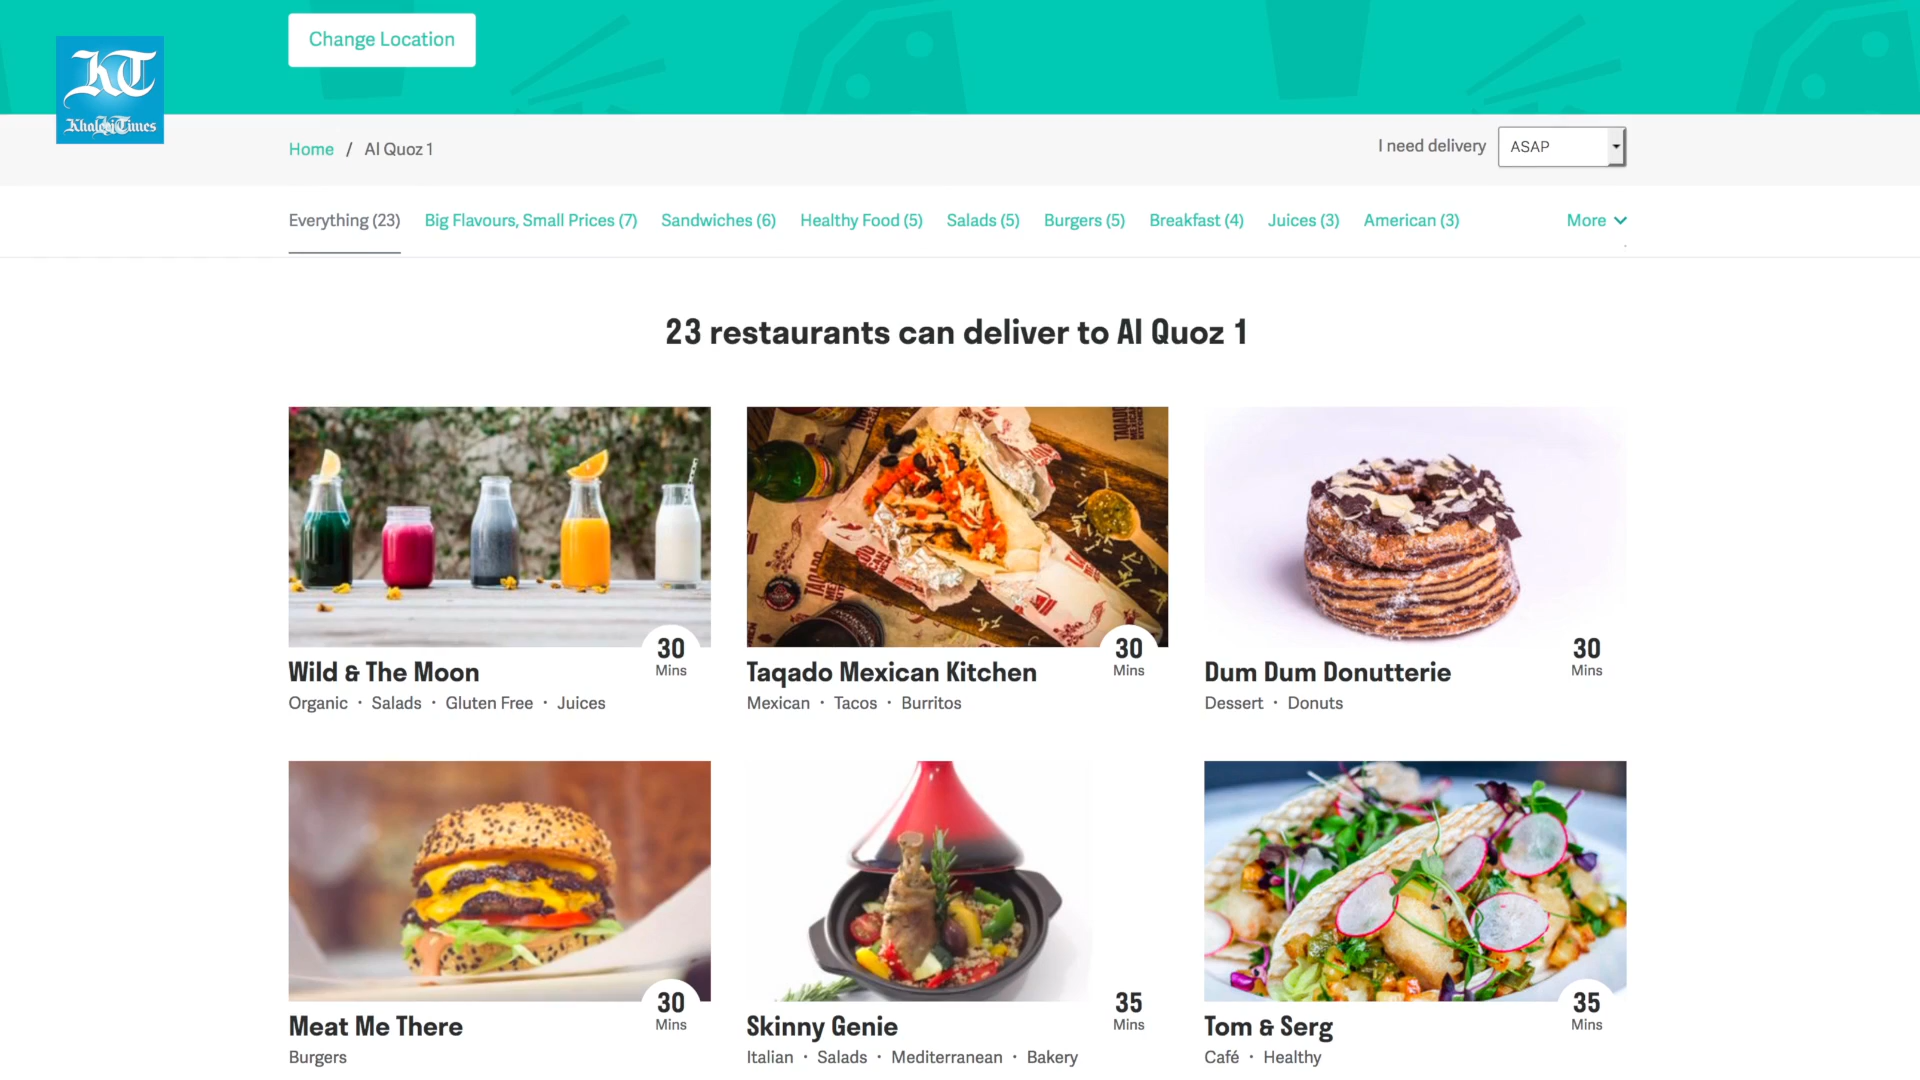 Change Location
KT
Khaleej Times
Home / Al Quoz 1
I need delivery ASAP
Everything (23) Big Flavours, Small Prices (7) Sandwiches (6) Healthy Food (5) Salads (5) Burgers (5) Breakfast (4) Juices (3) American (3) More
23 restaurants can deliver to Al Quoz 1
30 Mins
Wild & The Moon
Organic · Salads · Gluten Free · Juices
30 Mins
Taqado Mexican Kitchen
Mexican · Tacos · Burritos
30 Mins
Dum Dum Donutterie
Dessert · Donuts
30 Mins
Meat Me There
Burgers
35 Mins
Skinny Genie
Italian · Salads · Mediterranean · Bakery
35 Mins
Tom & Serg
Café · Healthy